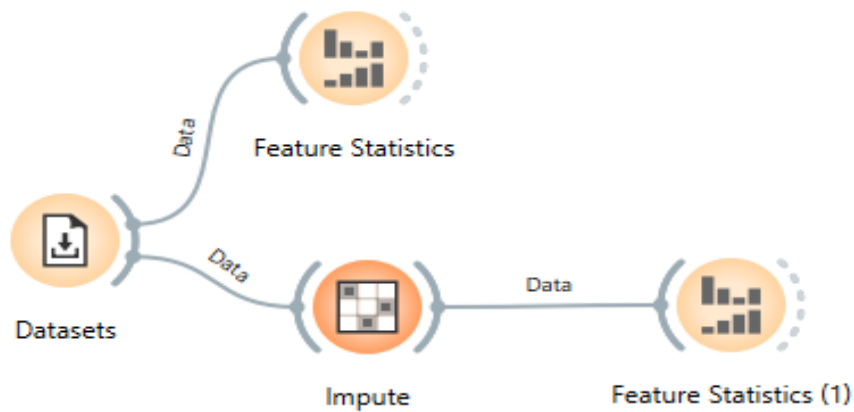 Data
Feature Statistics
Data
Datasets
Data
Impute
Feature Statistics (1)